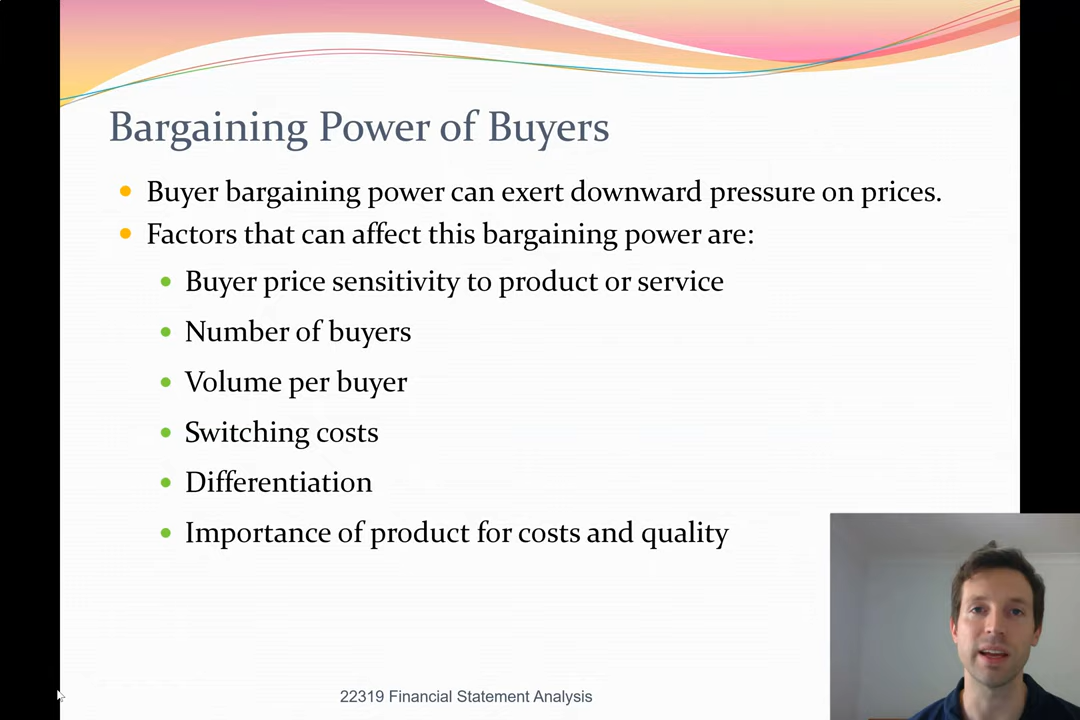 Bargaining Power of Buyers
Buyer bargaining power can exert downward pressure on prices.
Factors that can affect this bargaining power are:
Buyer price sensitivity to product or service
Number of buyers
Volume per buyer
Switching costs
Differentiation
Importance of product for costs and quality
22319 Financial Statement Analysis